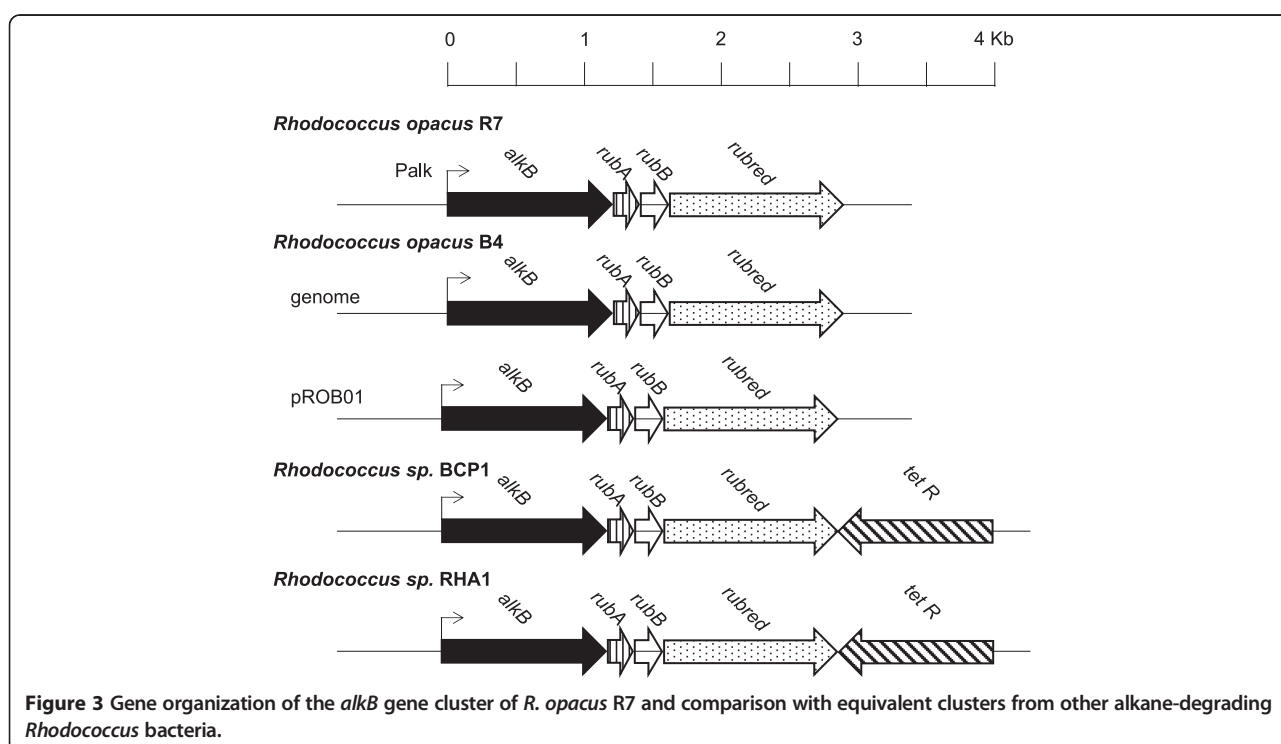 0 1 2 3 4 Kb
Rhodococcus opacus R7
Palk alkB rubA rubB rubred
Rhodococcus opacus B4
genome alkB rubA rubB rubred
pROB01 alkB rubA rubB rubred
Rhodococcus sp. BCP1
alkB rubA rubB rubred tet R
Rhodococcus sp. RHA1
alkB rubA rubB rubred tet R
Figure 3 Gene organization of the alkB gene cluster of R. opacus R7 and comparison with equivalent clusters from other alkane-degrading
Rhodococcus bacteria.